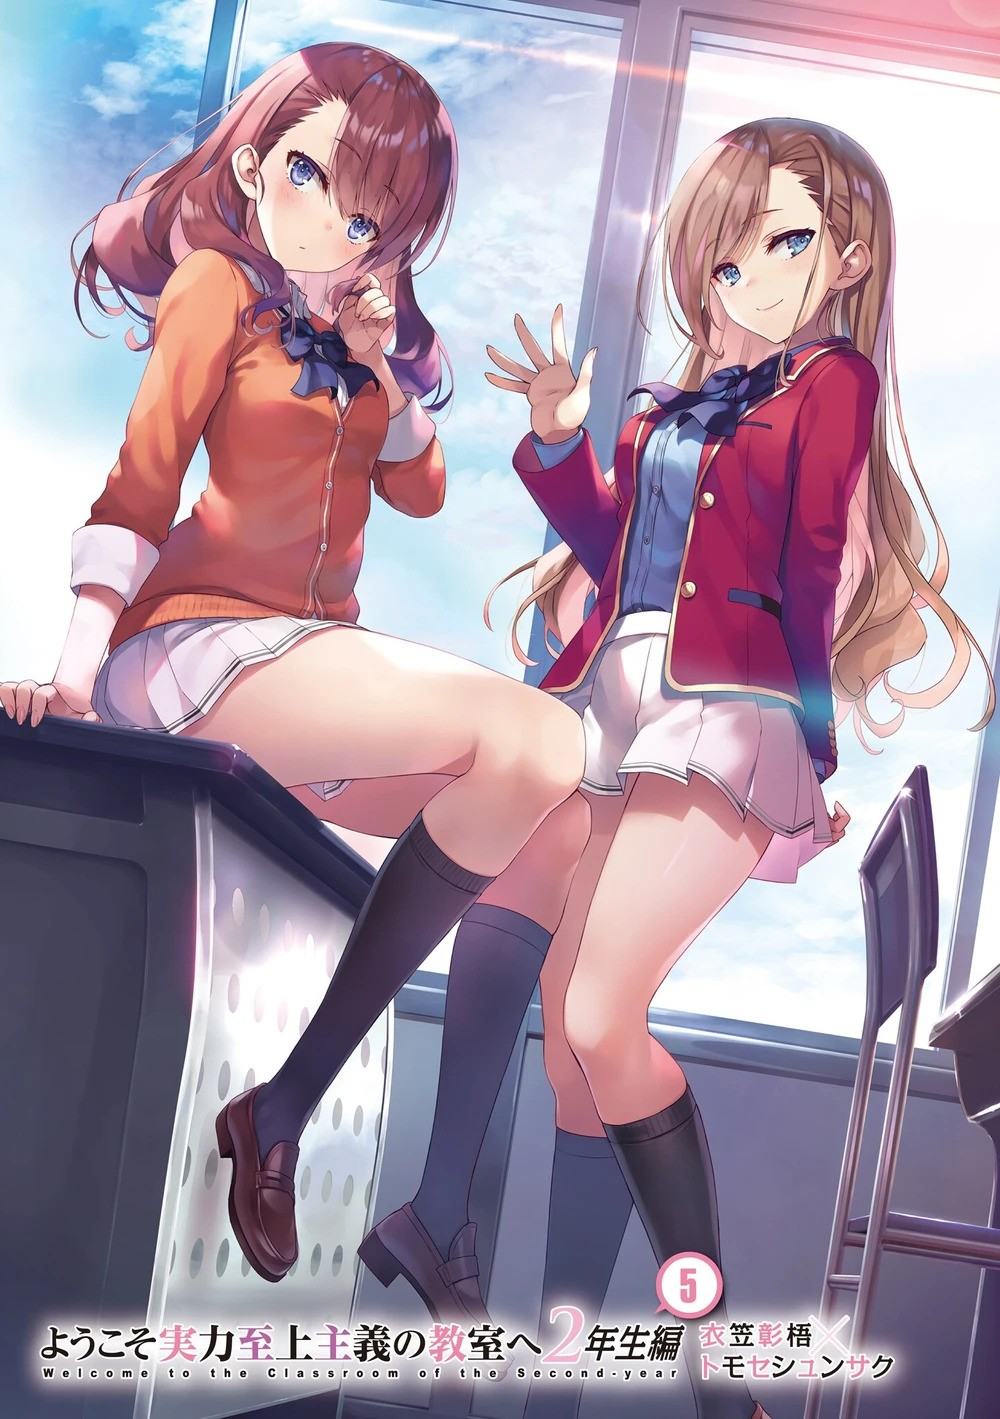 5
ようこそ実力至上主義の教室へ 2年生編
Welcome to the Classroom of the Second-year
衣笠彰梧×
トモセシュンサク